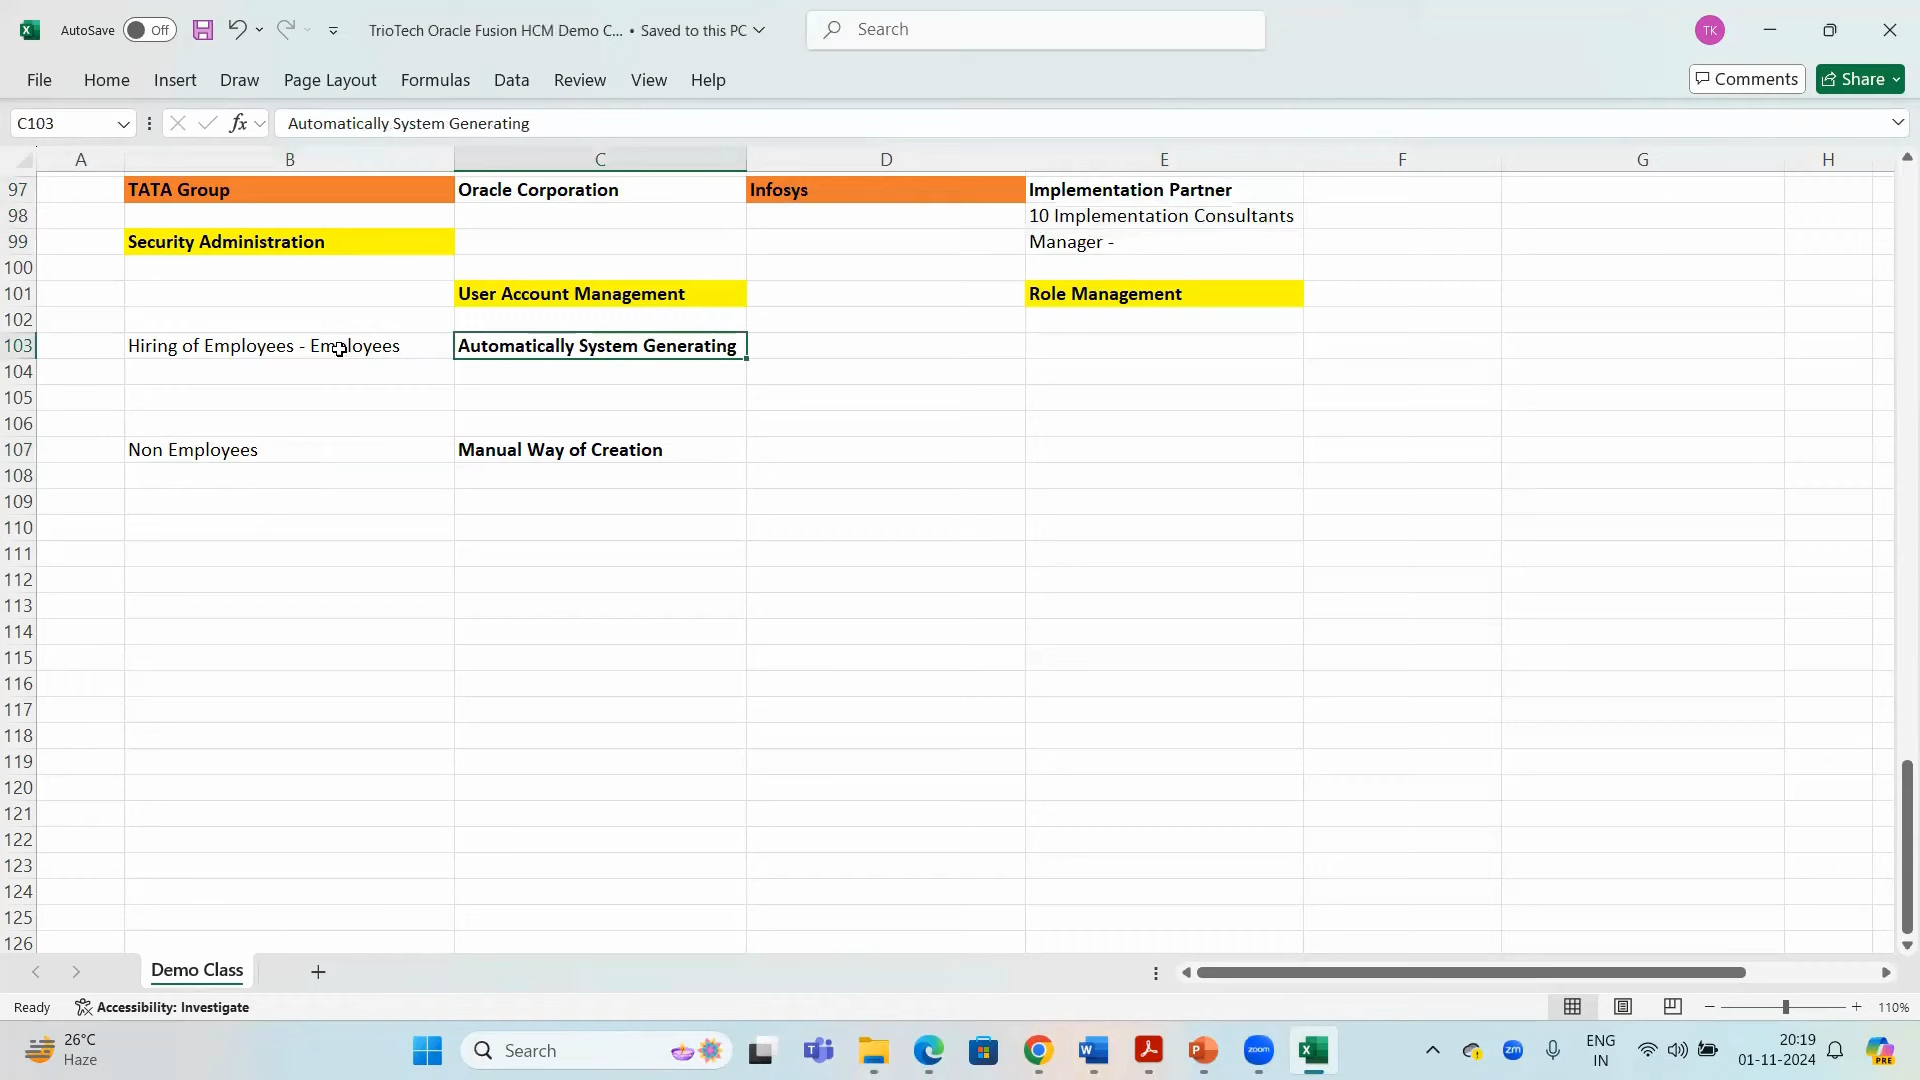 AutoSave Off TrioTech Oracle Fusion HCM Demo C... • Saved to this PC Search TK
File Home Insert Draw Page Layout Formulas Data Review View Help Comments Share
C103 fx Automatically System Generating
A B C D E F G H
97 TATA Group Oracle Corporation Infosys Implementation Partner
98 10 Implementation Consultants
99 Security Administration Manager -
100
101 User Account Management Role Management
102
103 Hiring of Employees - Employees Automatically System Generating
104
105
106
107 Non Employees Manual Way of Creation
108
109
110
111
112
113
114
115
116
117
118
119
120
121
122
123
124
125
126
Demo Class
Ready Accessibility: Investigate 110%
26°C Haze Search zoom zm ENG IN 20:19 01-11-2024 PRE